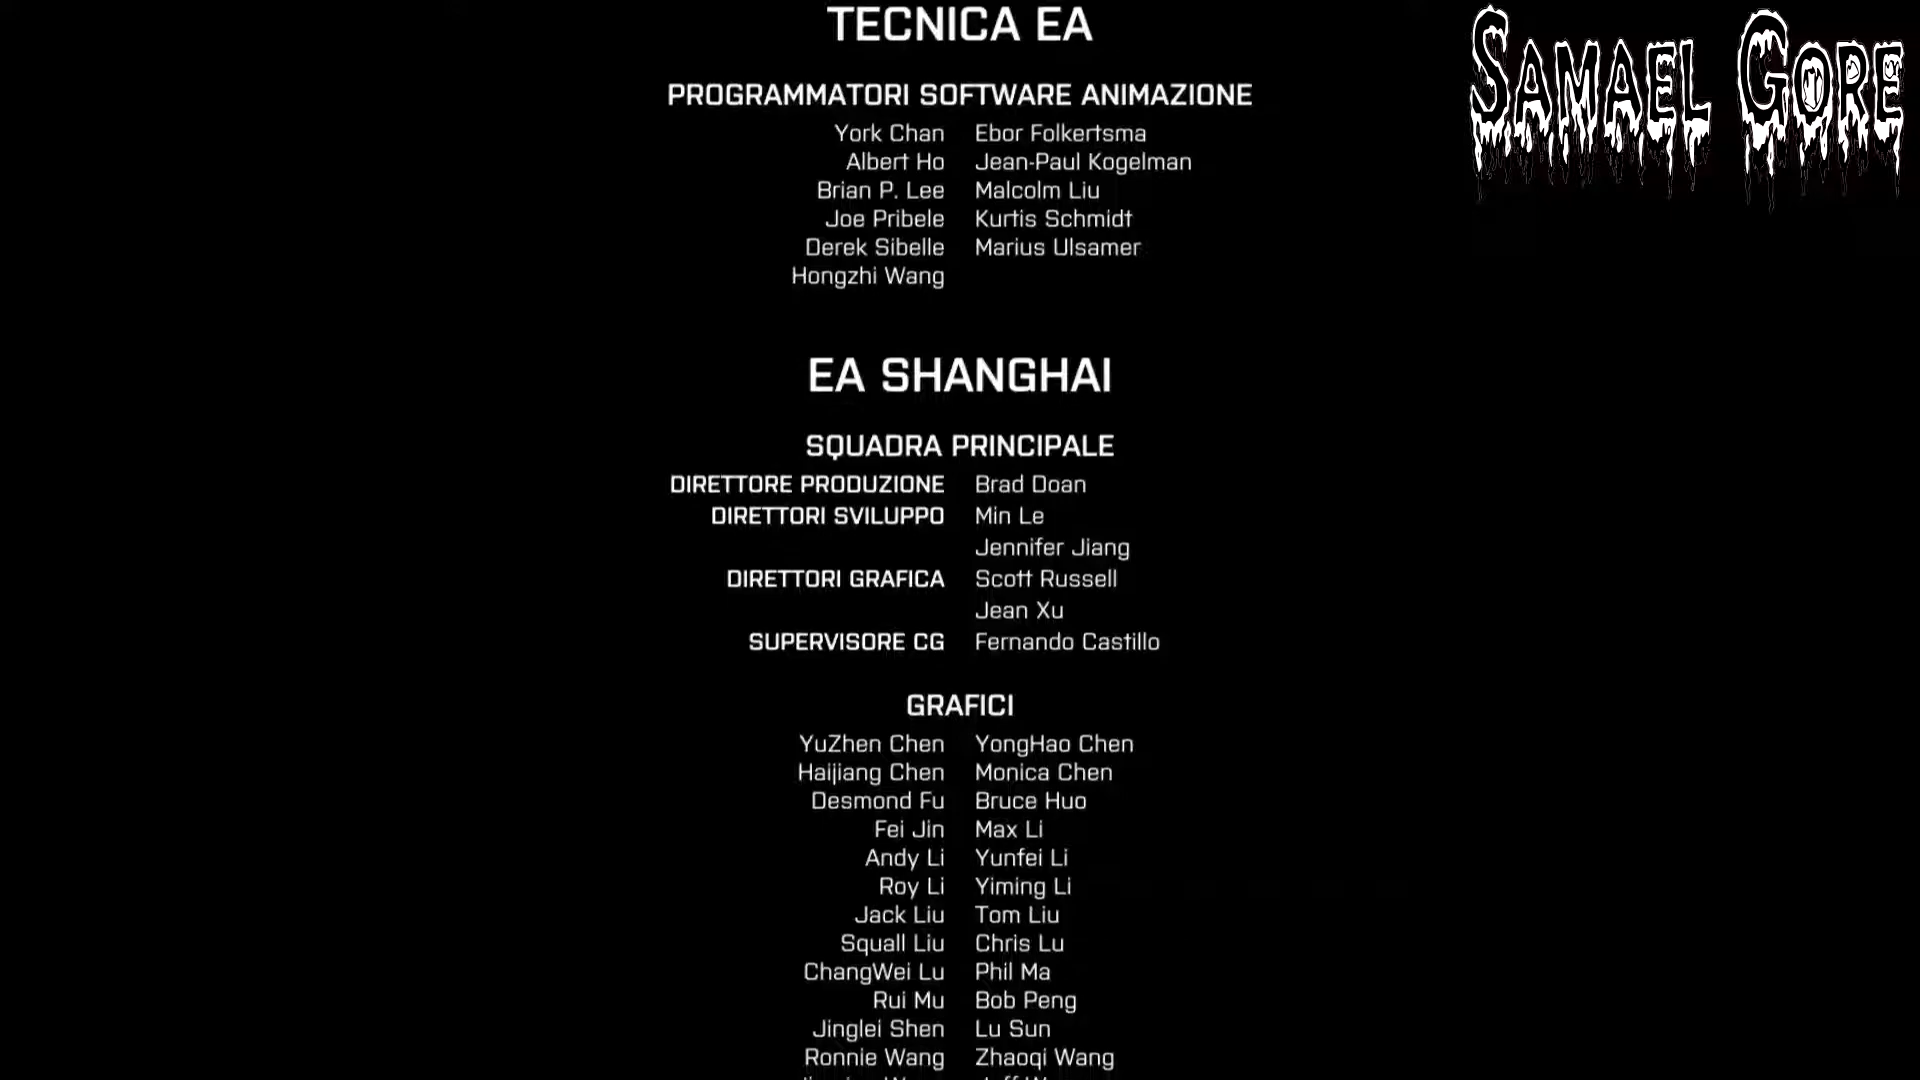 TECNICA EA
SAMAEL GORE
PROGRAMMATORI SOFTWARE ANIMAZIONE
York Chan Ebor Folkertsma
Albert Ho Jean-Paul Kogelman
Brian P. Lee Malcolm Liu
Joe Pribele Kurtis Schmidt
Derek Sibelle Marius Ulsamer
Hongzhi Wang
EA SHANGHAI
SQUADRA PRINCIPALE
DIRETTORE PRODUZIONE Brad Doan
DIRETTORI SVILUPPO Min Le
Jennifer Jiang
DIRETTORI GRAFICA Scott Russell
Jean Xu
SUPERVISORE CG Fernando Castillo
GRAFICI
YuZhen Chen YongHao Chen
Haijiang Chen Monica Chen
Desmond Fu Bruce Huo
Fei Jin Max Li
Andy Li Yunfei Li
Roy Li Yiming Li
Jack Liu Tom Liu
Squall Liu Chris Lu
ChangWei Lu Phil Ma
Rui Mu Bob Peng
Jinglei Shen Lu Sun
Ronnie Wang Zhaoqi Wang